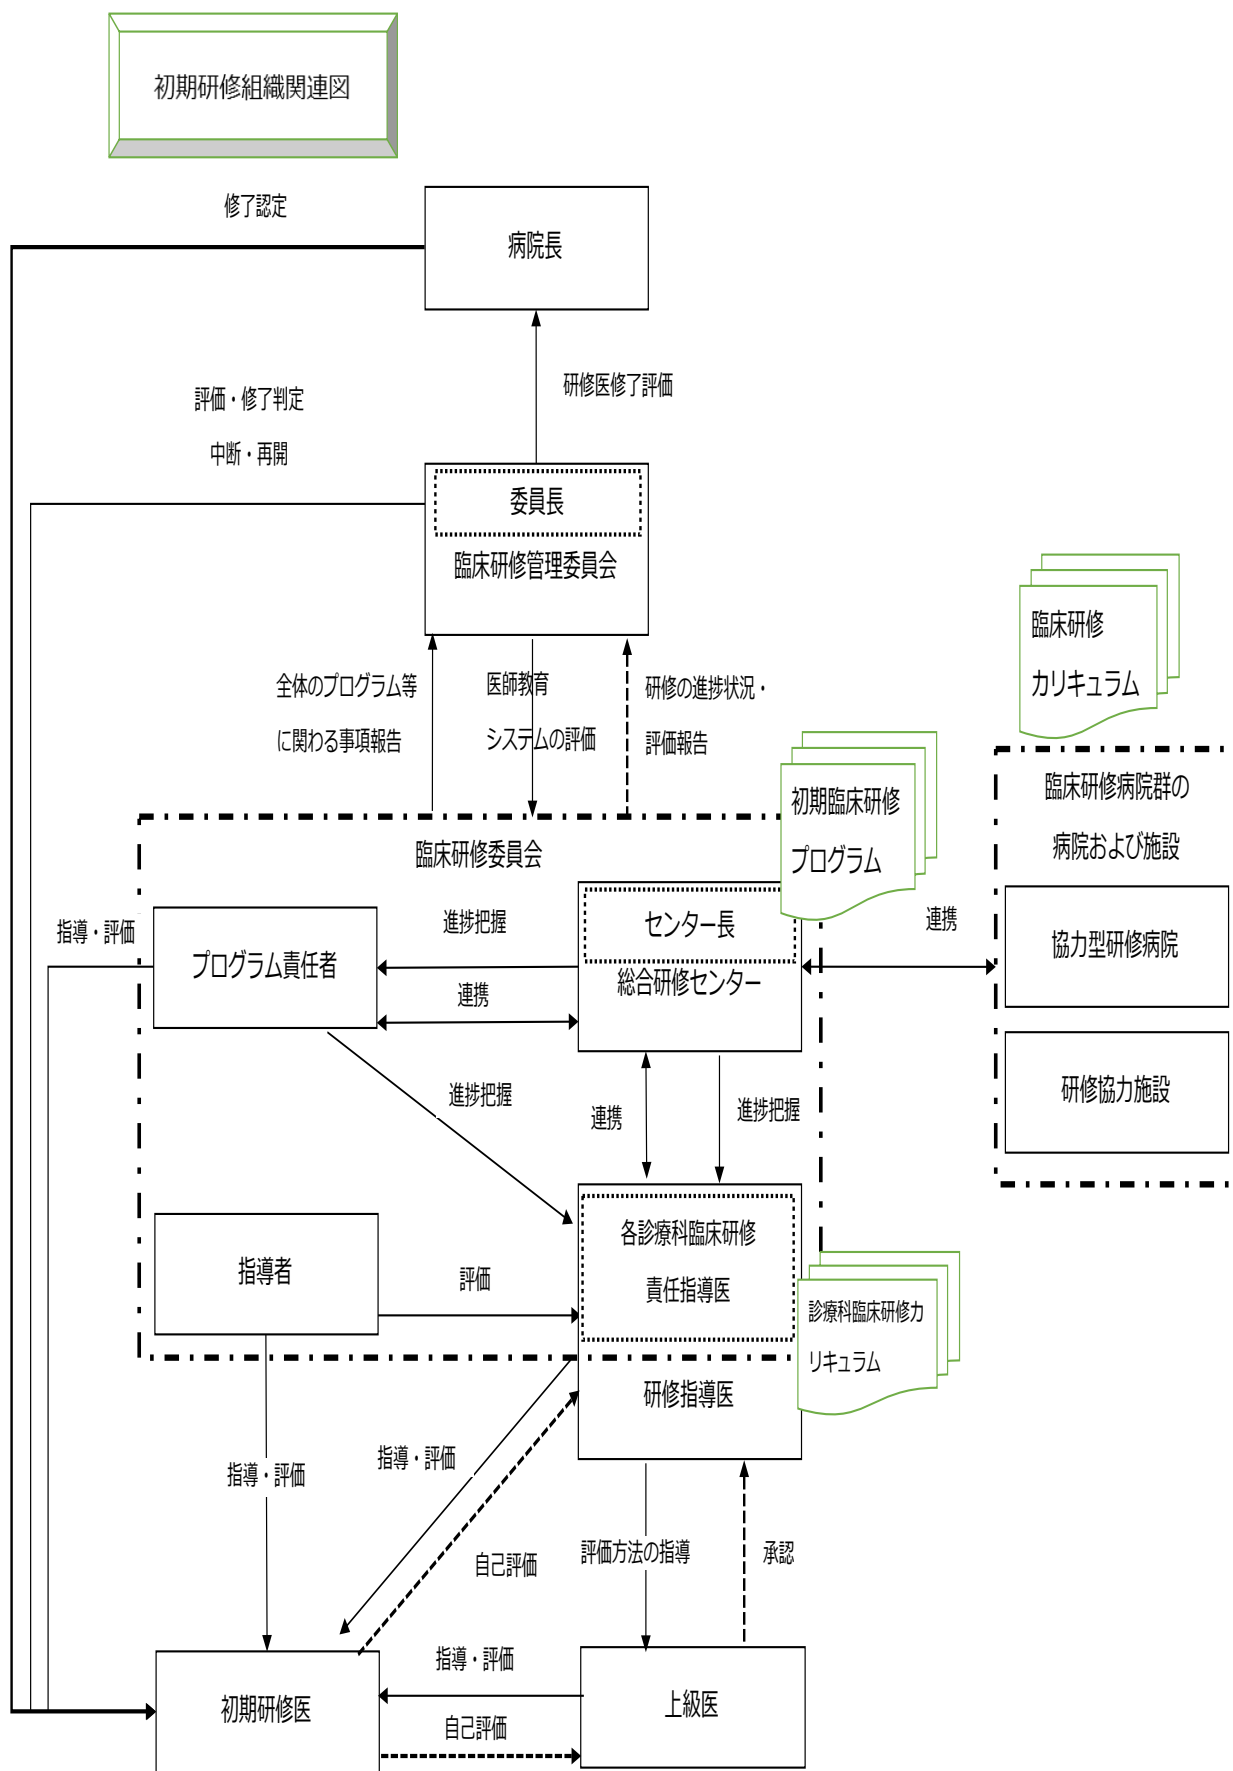 初期研修組織関連図
修了認定
病院長
評価・修了判定
中断・再開
研修医修了評価
委員長
臨床研修管理委員会
全体のプログラム等
に関わる事項報告
医師教育
システムの評価
研修の進捗状況・
評価報告
臨床研修
カリキュラム
初期臨床研修
プログラム
臨床研修病院群の
病院および施設
臨床研修委員会
指導・評価
プログラム責任者
進捗把握
連携
センター長
総合研修センター
連携
協力型研修病院
研修協力施設
進捗把握
連携
進捗把握
指導者
評価
各診療科臨床研修
責任指導医
研修指導医
診療科臨床研修カ
リキュラム
指導・評価
指導・評価
自己評価
評価方法の指導
承認
初期研修医
指導・評価
自己評価
上級医